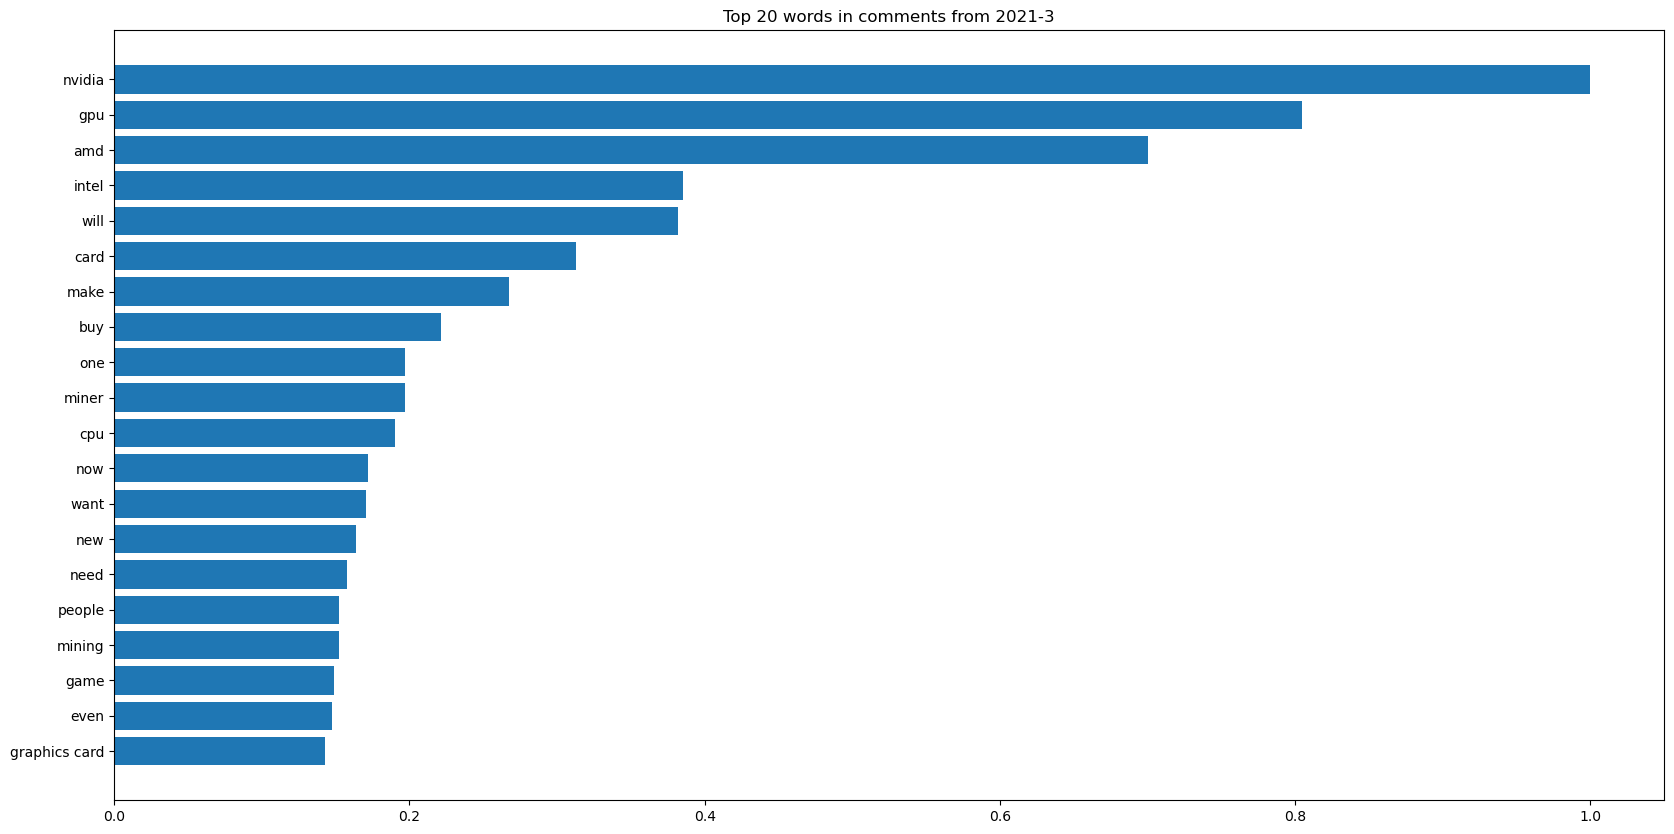 Top 20 words in comments from 2021-3
nvidia
gpu
amd
intel
will
card
make
buy
one
miner
cpu
now
want
new
need
people
mining
game
even
graphics card
0.0 0.2 0.4 0.6 0.8 1.0